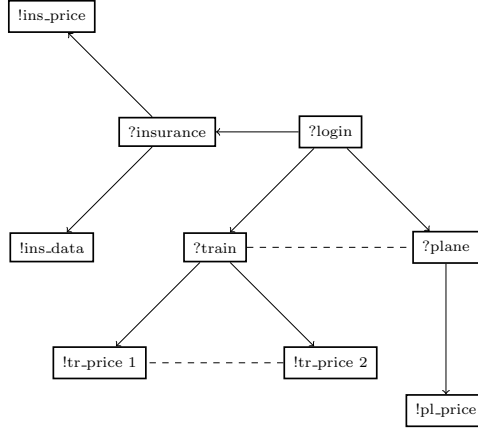 !ins_price
?insurance
?login
!ins_data
?train
?plane
!tr_price 1
!tr_price 2
!pl_price